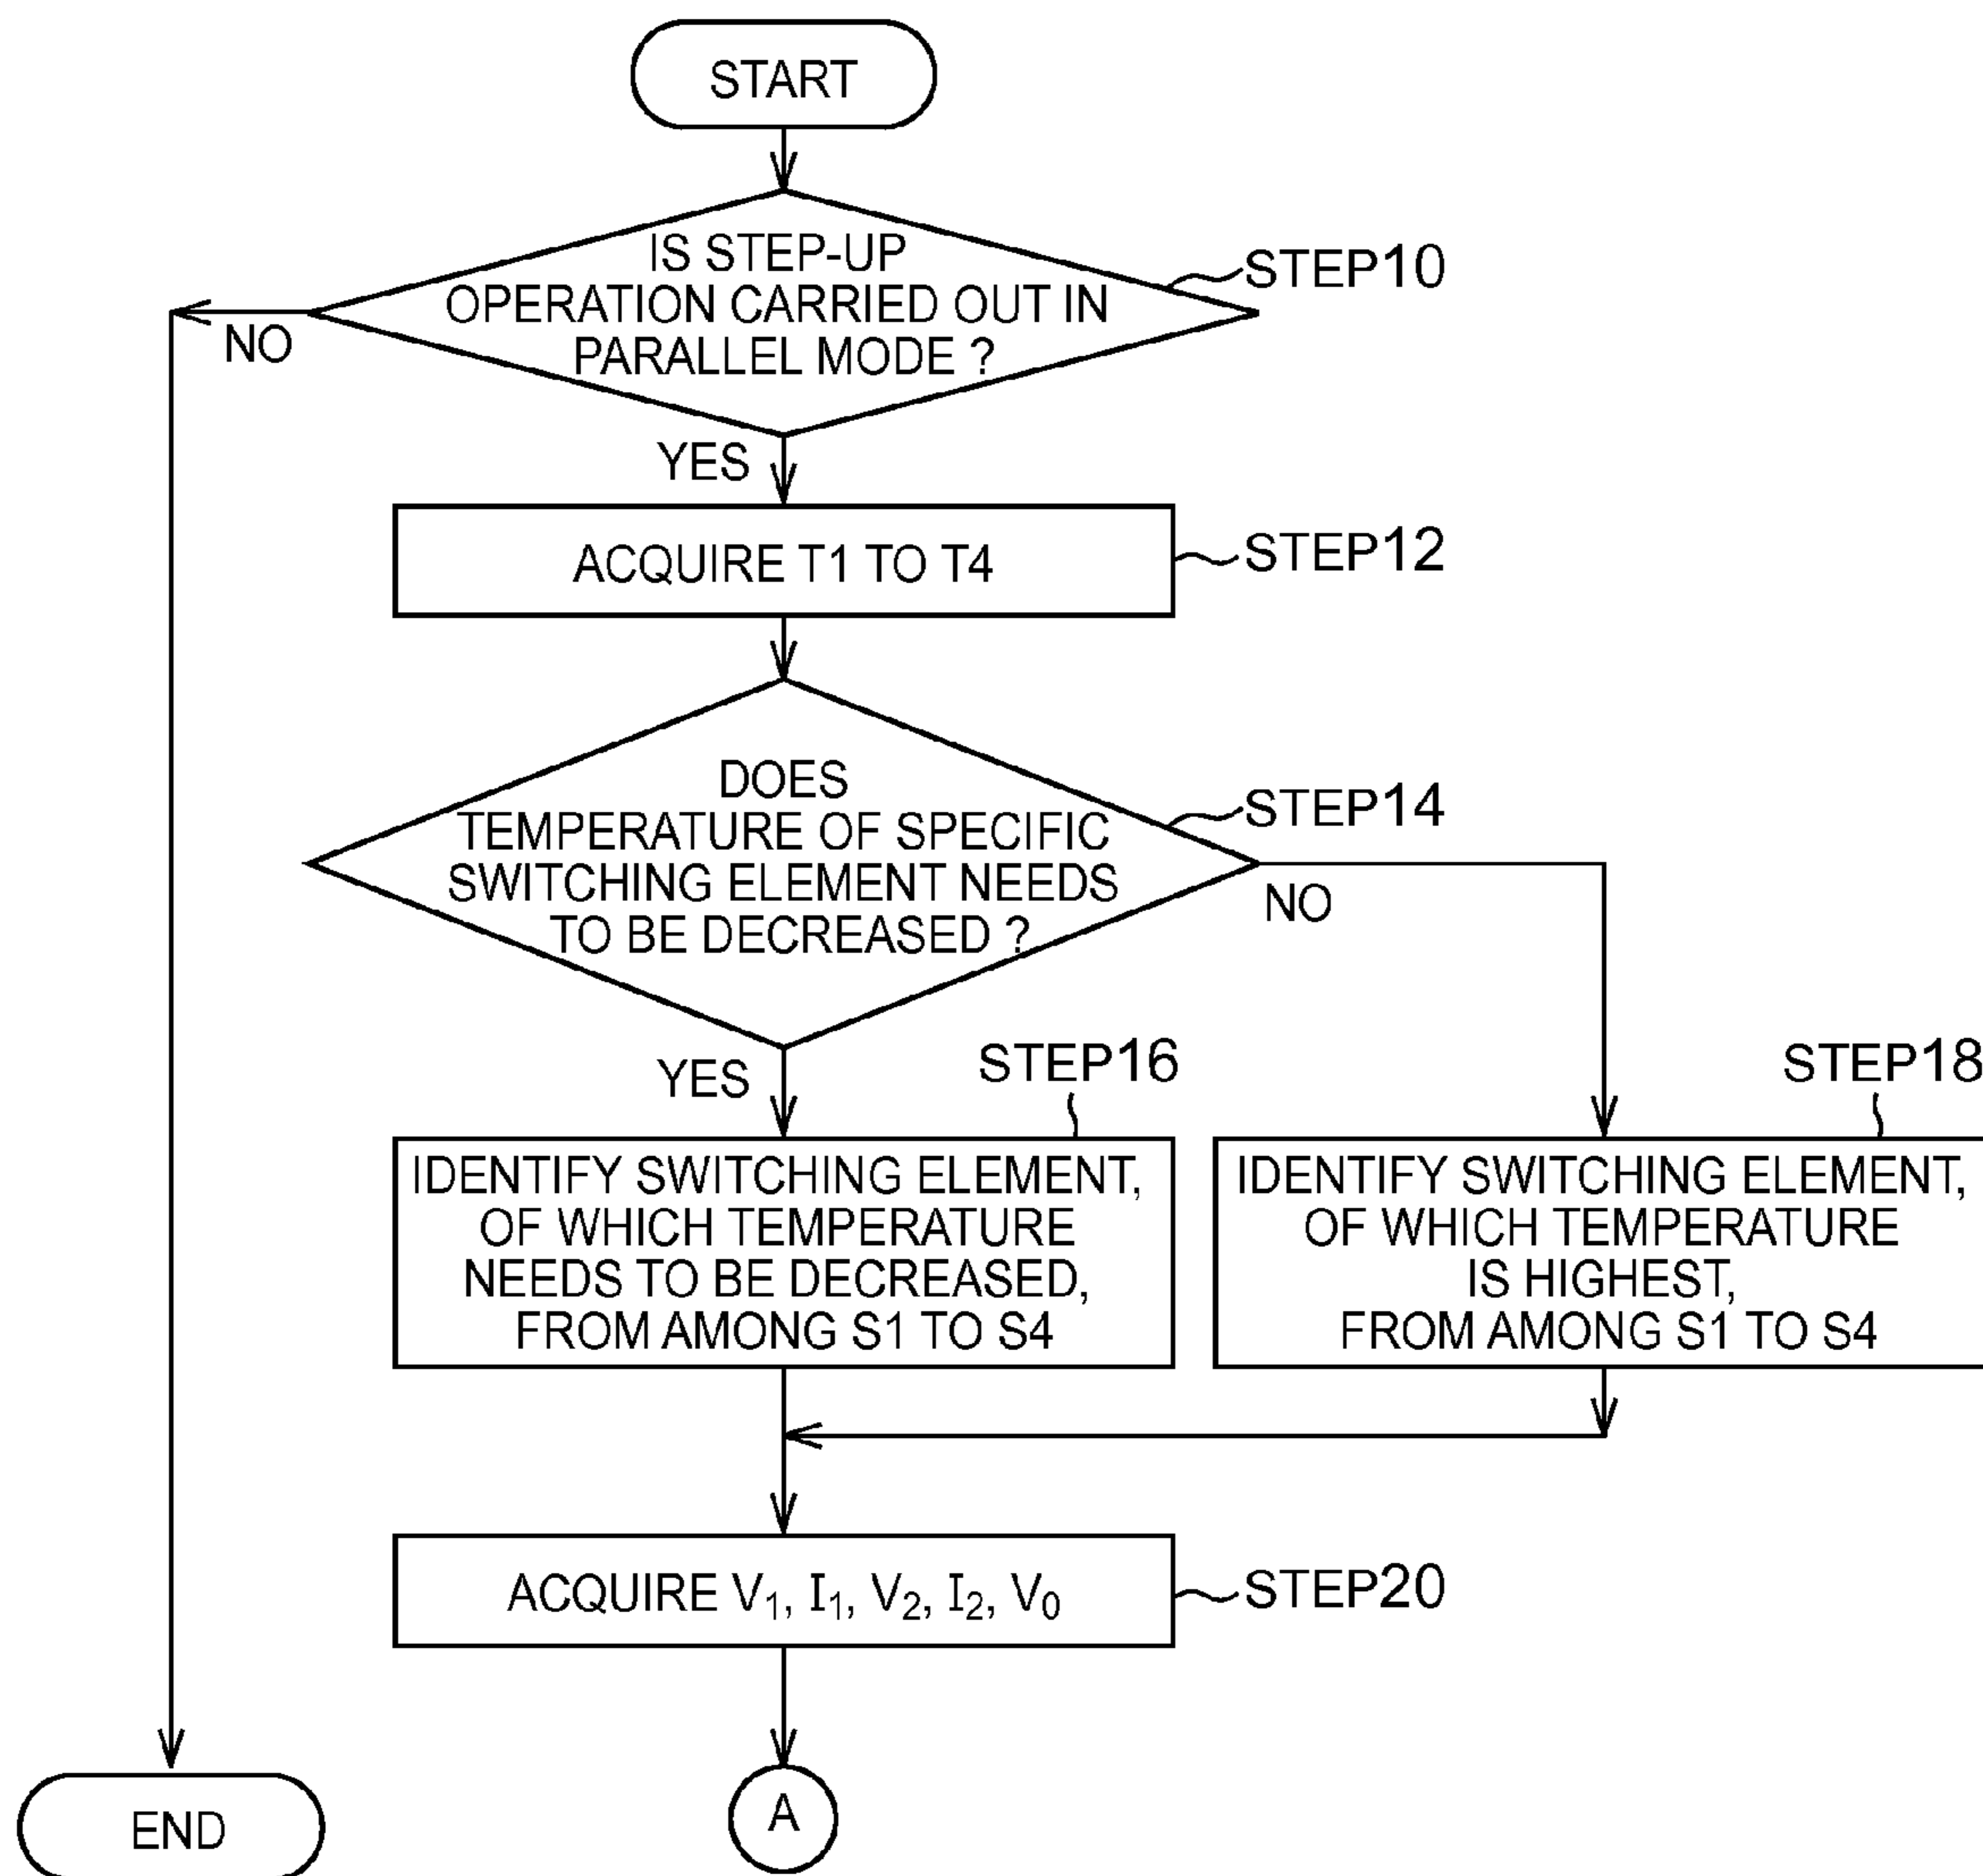 START
IS STEP-UP
OPERATION CARRIED OUT IN
PARALLEL MODE ?
STEP10
NO
YES
ACQUIRE T1 TO T4
STEP12
DOES
TEMPERATURE OF SPECIFIC
SWITCHING ELEMENT NEEDS
TO BE DECREASED ?
STEP14
NO
YES
STEP16
STEP18
IDENTIFY SWITCHING ELEMENT,
OF WHICH TEMPERATURE
NEEDS TO BE DECREASED,
FROM AMONG S1 TO S4
IDENTIFY SWITCHING ELEMENT,
OF WHICH TEMPERATURE
IS HIGHEST,
FROM AMONG S1 TO S4
ACQUIRE V₁, I₁, V₂, I₂, V₀
STEP20
END
A